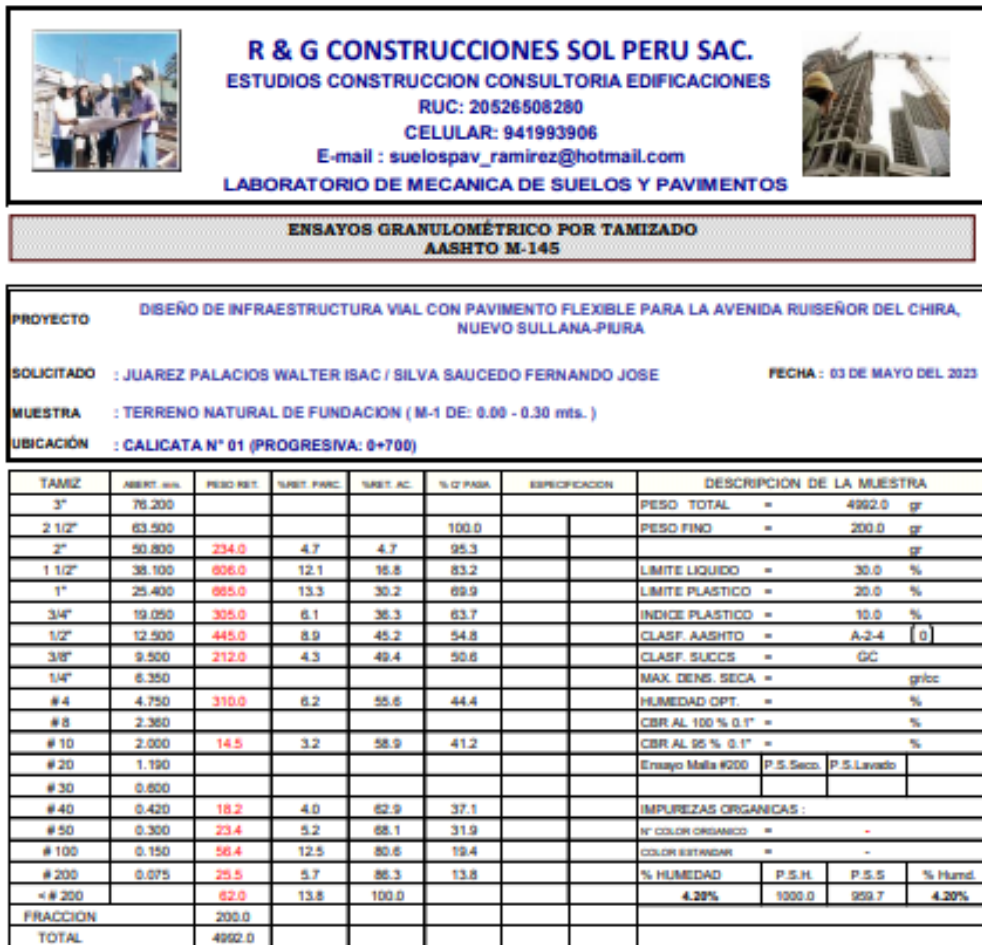 R & G CONSTRUCCIONES SOL PERU SAC.
ESTUDIOS CONSTRUCCION CONSULTORIA EDIFICACIONES
RUC: 20526508280
CELULAR: 941993906
E-mail : suelospav_ramirez@hotmail.com
LABORATORIO DE MECANICA DE SUELOS Y PAVIMENTOS
ENSAYOS GRANULOMÉTRICO POR TAMIZADO
AASHTO M-145
PROYECTO DISEÑO DE INFRAESTRUCTURA VIAL CON PAVIMENTO FLEXIBLE PARA LA AVENIDA RUISEÑOR DEL CHIRA,
NUEVO SULLANA-PIURA
SOLICITADO : JUAREZ PALACIOS WALTER ISAC / SILVA SAUCEDO FERNANDO JOSE FECHA : 03 DE MAYO DEL 2023
MUESTRA : TERRENO NATURAL DE FUNDACION ( M-1 DE: 0.00 - 0.30 mts. )
UBICACIÓN : CALICATA N° 01 (PROGRESIVA: 0+700)
TAMIZ ABERT. mm. PESO RET. %RET. PARC. %RET. AC. % Q' PASA ESPECIFICACION DESCRIPCION DE LA MUESTRA
3" 76.200 PESO TOTAL = 4992.0 gr
2 1/2" 63.500 100.0 PESO FINO = 200.0 gr
2" 50.800 234.0 4.7 4.7 95.3 gr
1 1/2" 38.100 606.0 12.1 16.8 83.2 LIMITE LIQUIDO = 30.0 %
1" 25.400 665.0 13.3 30.2 69.9 LIMITE PLASTICO = 20.0 %
3/4" 19.050 305.0 6.1 36.3 63.7 INDICE PLASTICO = 10.0 %
1/2" 12.500 445.0 8.9 45.2 54.8 CLASF. AASHTO = A-2-4 [ 0 ]
3/8" 9.500 212.0 4.3 49.4 50.6 CLASF. SUCCS = GC
1/4" 6.350 MAX. DENS. SECA = gr/cc
# 4 4.750 310.0 6.2 55.6 44.4 HUMEDAD OPT. = %
# 8 2.360 CBR AL 100 % 0.1" = %
# 10 2.000 14.5 3.2 58.9 41.2 CBR AL 95 % 0.1" = %
# 20 1.190 Ensayo Malla #200 P.S.Seco. P.S.Lavado
# 30 0.600
# 40 0.420 18.2 4.0 62.9 37.1 IMPUREZAS ORGANICAS :
# 50 0.300 23.4 5.2 68.1 31.9 N° COLOR ORGANICO = -
# 100 0.150 56.4 12.5 80.6 19.4 COLOR ESTANDAR = -
# 200 0.075 25.5 5.7 86.3 13.8 % HUMEDAD P.S.H. P.S.S % Humd.
< # 200 62.0 13.8 100.0 4.20% 1000.0 959.7 4.20%
FRACCION 200.0
TOTAL 4992.0